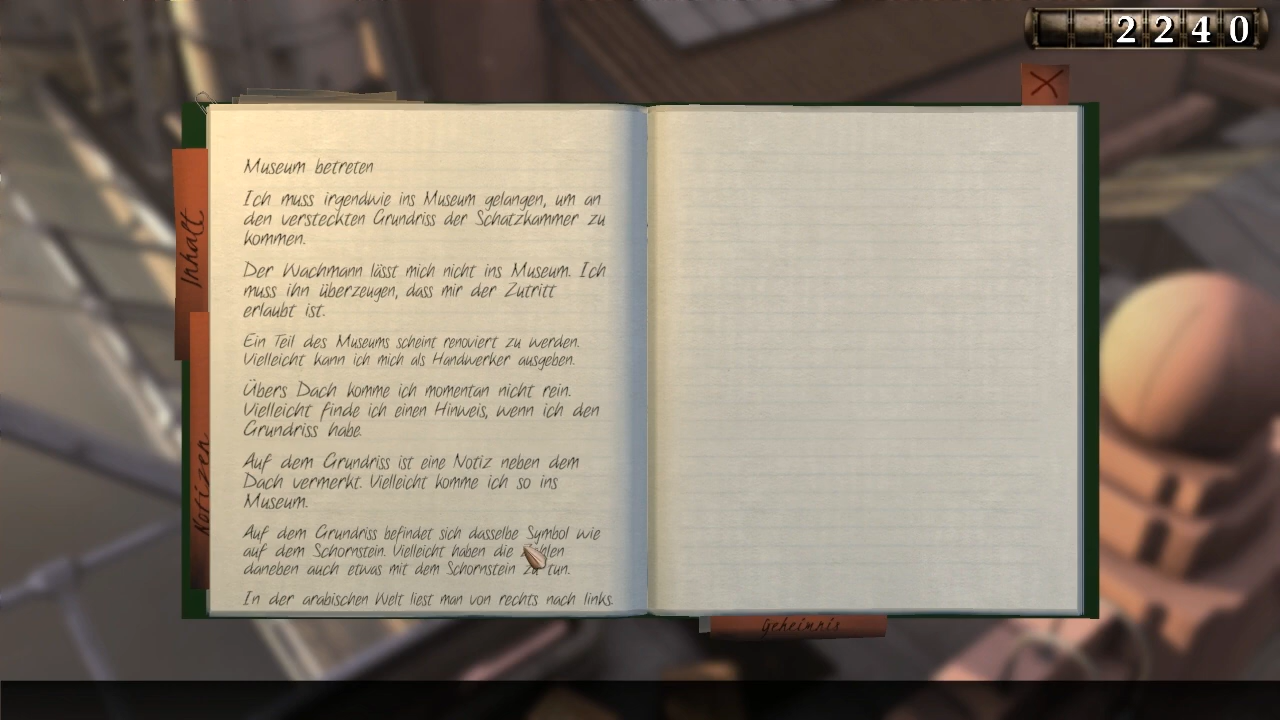 2240
X
Inhalt
Notizen
Museum betreten
Ich muss irgendwie ins Museum gelangen, um an
den versteckten Grundriss der Schatzkammer zu
kommen.
Der Wachmann lässt mich nicht ins Museum. Ich
muss ihn überzeugen, dass mir der Zutritt
erlaubt ist.
Ein Teil des Museums scheint renoviert zu werden.
Vielleicht kann ich mich als Handwerker ausgeben.
Übers Dach komme ich momentan nicht rein.
Vielleicht finde ich einen Hinweis, wenn ich den
Grundriss habe.
Auf dem Grundriss ist eine Notiz neben dem
Dach vermerkt. Vielleicht komme ich so ins
Museum.
Auf dem Grundriss befindet sich dasselbe Symbol wie
auf dem Schornstein. Vielleicht haben die
daneben auch etwas mit dem Schornstein zu tun.
In der arabischen Welt liest man von rechts nach links.
Geheimnis